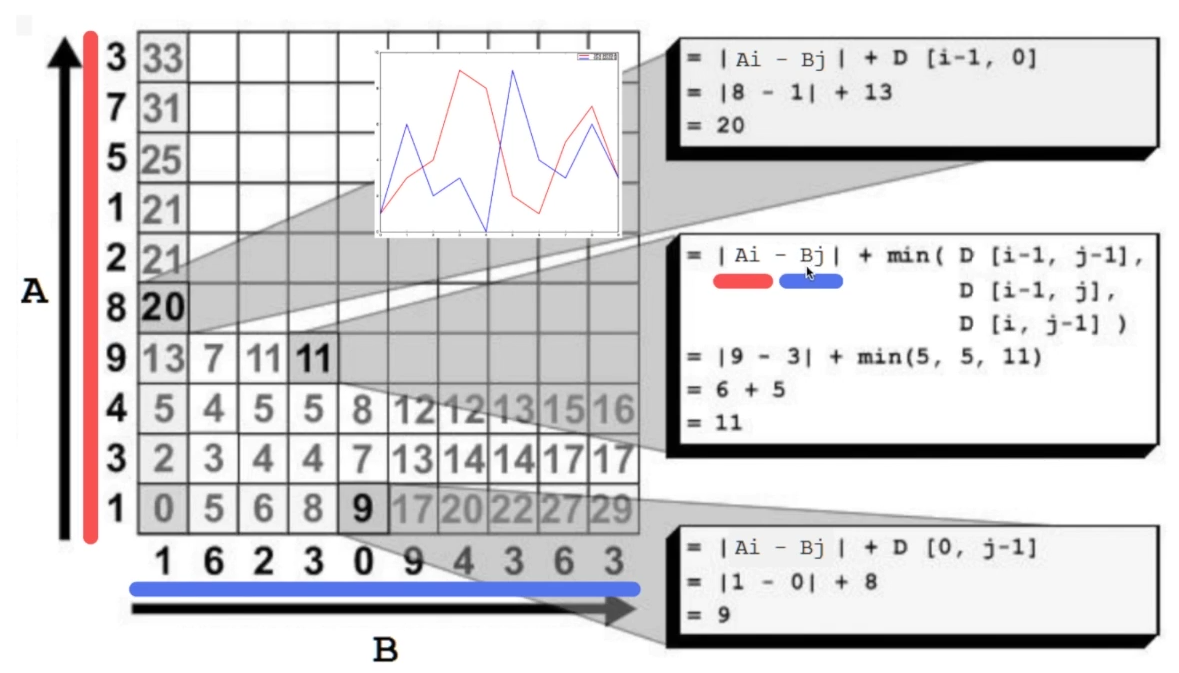 3 33
7 31
5 25
1 21
2 21
8 20
9 13 7 11 11
4 5 4 5 5 8 12 12 13 15 16
3 2 3 4 4 7 13 14 14 17 17
1 0 5 6 8 9 17 20 22 27 29
1 6 2 3 0 9 4 3 6 3
A
B
= | Ai - Bj | + D [i-1, 0]
= |8 - 1| + 13
= 20
= | Ai - Bj | + min( D [i-1, j-1],
D [i-1, j],
D [i, j-1] )
= |9 - 3| + min(5, 5, 11)
= 6 + 5
= 11
= | Ai - Bj | + D [0, j-1]
= |1 - 0| + 8
= 9